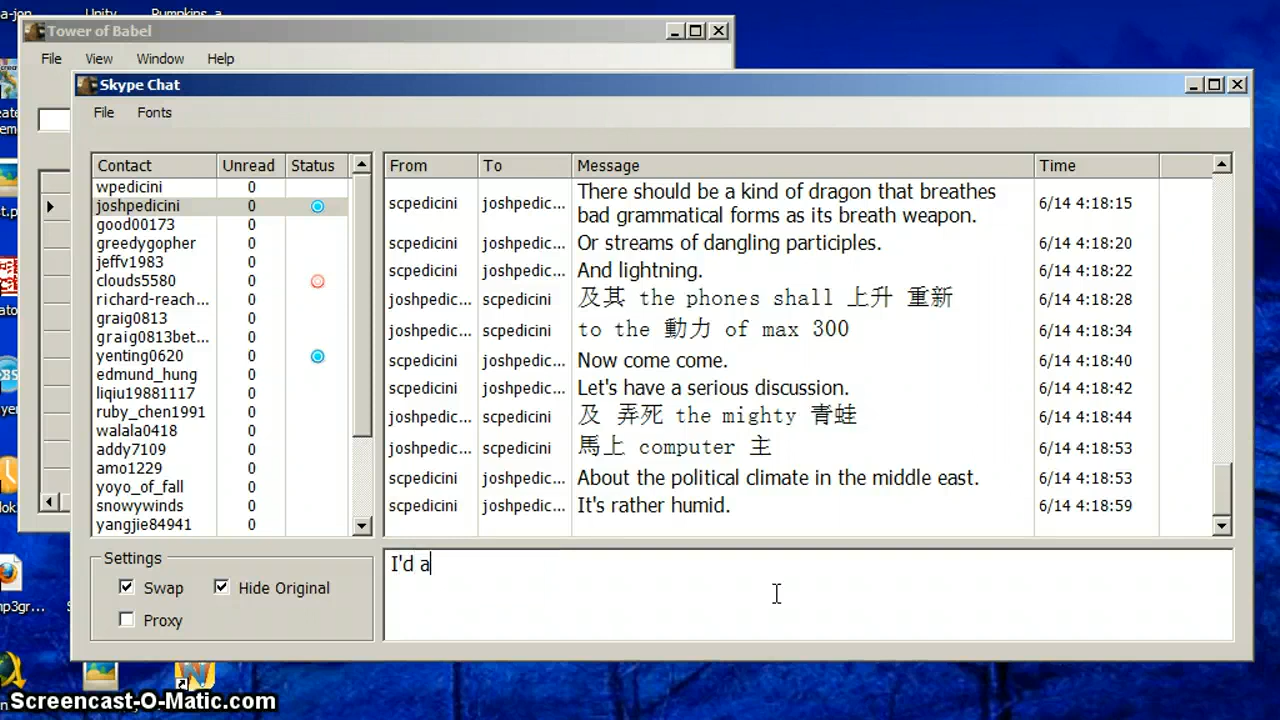 a-jon Unity Pumpkins_a
Tower of Babel
File View Window Help
Skype Chat
File Fonts
Contact Unread Status
wpedicini 0
joshpedicini 0
good00173 0
greedygopher 0
jeffv1983 0
clouds5580 0
richard-reach... 0
graig0813 0
graig0813bet... 0
yenting0620 0
edmund_hung 0
liqiu19881117 0
ruby_chen1991 0
walala0418 0
addy7109 0
amo1229 0
yoyo_of_fall 0
snowywinds 0
yangjie84941 0
From To Message Time
scpedicini joshpedic... There should be a kind of dragon that breathes
bad grammatical forms as its breath weapon. 6/14 4:18:15
scpedicini joshpedic... Or streams of dangling participles. 6/14 4:18:20
scpedicini joshpedic... And lightning. 6/14 4:18:22
joshpedic... scpedicini 及其 the phones shall 上升 重新 6/14 4:18:28
joshpedic... scpedicini to the 動力 of max 300 6/14 4:18:34
scpedicini joshpedic... Now come come. 6/14 4:18:40
scpedicini joshpedic... Let's have a serious discussion. 6/14 4:18:42
joshpedic... scpedicini 及 弄死 the mighty 青蛙 6/14 4:18:44
joshpedic... scpedicini 馬上 computer 主 6/14 4:18:53
scpedicini joshpedic... About the political climate in the middle east. 6/14 4:18:53
scpedicini joshpedic... It's rather humid. 6/14 4:18:59
Settings
Swap Hide Original
Proxy
I'd a
Screencast-O-Matic.com